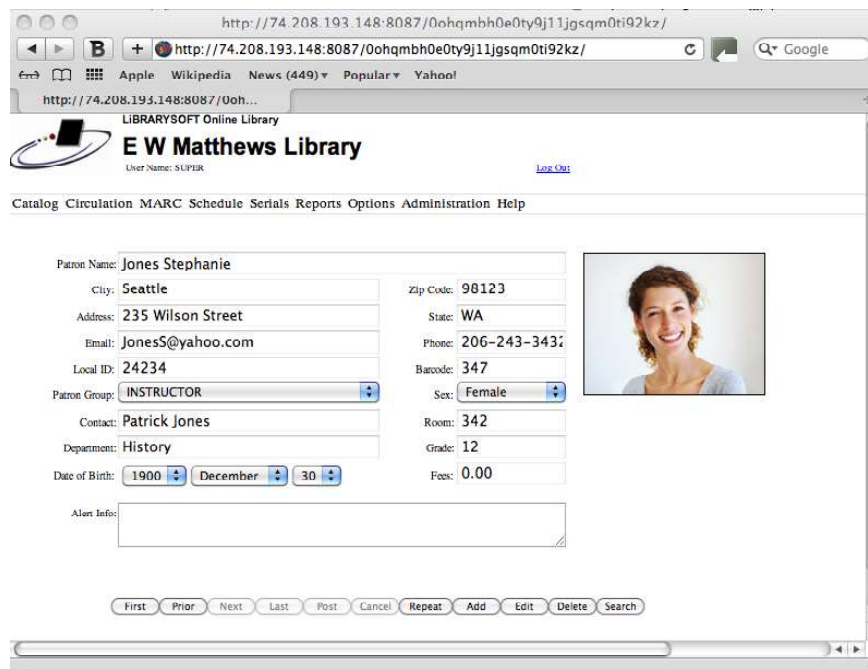 http://74.208.193.148:8087/0ohqmbh0e0ty9j11jgsqm0ti92kz/
B + http://74.208.193.148:8087/0ohqmbh0e0ty9j11jgsqm0ti92kz/ Google
Apple Wikipedia News (449) Popular Yahoo!
http://74.208.193.148:8087/0oh...
LiBRARYSOFT Online Library
E W Matthews Library
User Name: SUPER Log Out
Catalog Circulation MARC Schedule Serials Reports Options Administration Help
Patron Name: Jones Stephanie
City: Seattle Zip Code: 98123
Address: 235 Wilson Street State: WA
Email: JonesS@yahoo.com Phone: 206-243-3432
Local ID: 24234 Barcode: 347
Patron Group: INSTRUCTOR Sex: Female
Contact: Patrick Jones Room: 342
Department: History Grade: 12
Date of Birth: 1900 December 30 Fees: 0.00
Alert Info:
First Prior Next Last Post Cancel Repeat Add Edit Delete Search